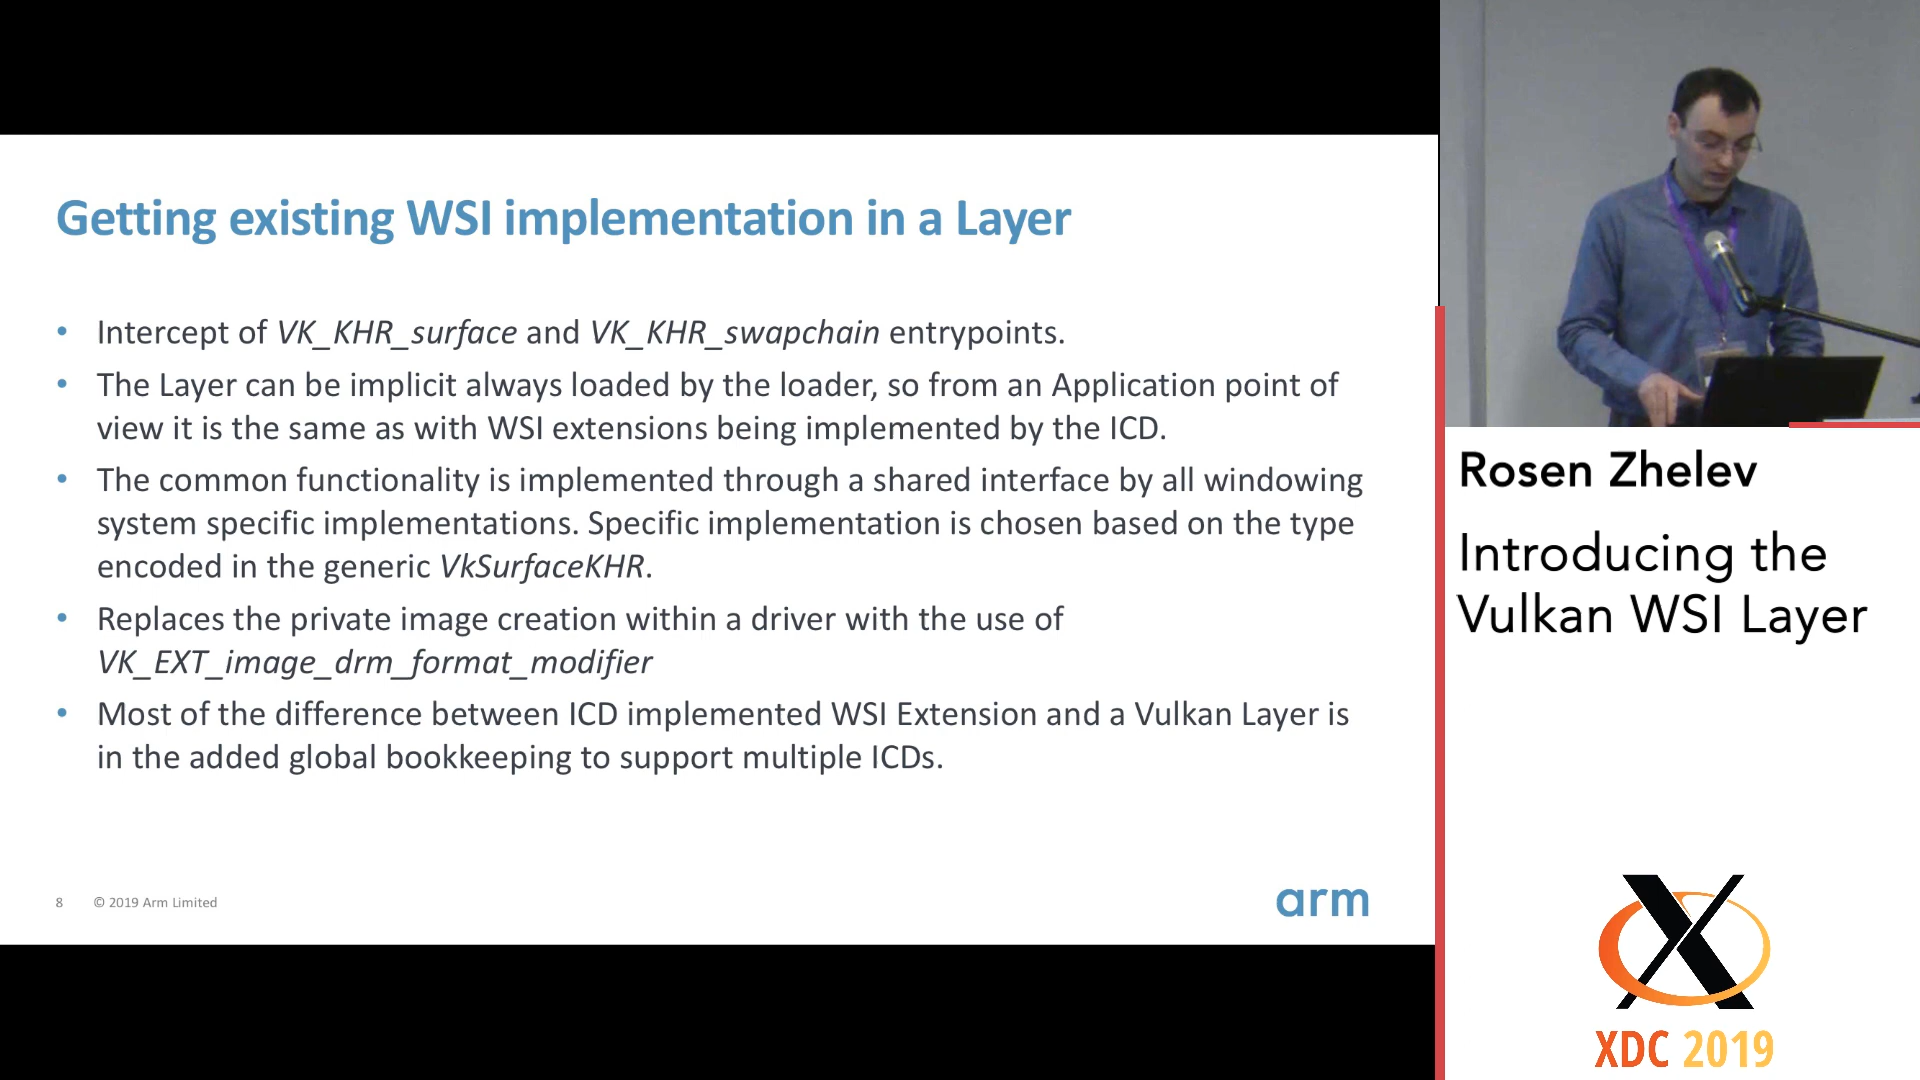 Getting existing WSI implementation in a Layer
• Intercept of VK_KHR_surface and VK_KHR_swapchain entrypoints.
• The Layer can be implicit always loaded by the loader, so from an Application point of
view it is the same as with WSI extensions being implemented by the ICD.
• The common functionality is implemented through a shared interface by all windowing
system specific implementations. Specific implementation is chosen based on the type
encoded in the generic VkSurfaceKHR.
• Replaces the private image creation within a driver with the use of
VK_EXT_image_drm_format_modifier
• Most of the difference between ICD implemented WSI Extension and a Vulkan Layer is
in the added global bookkeeping to support multiple ICDs.
8 © 2019 Arm Limited
arm
Rosen Zhelev
Introducing the
Vulkan WSI Layer
X
XDC 2019